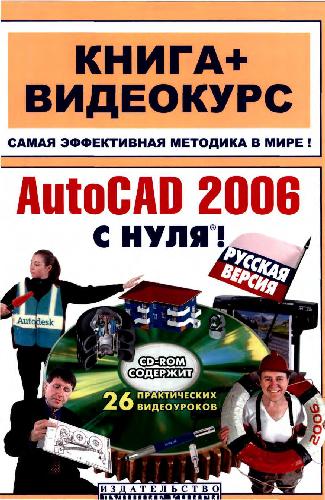 КНИГА+
ВИДЕОКУРС
САМАЯ ЭФФЕКТИВНАЯ МЕТОДИКА В МИРЕ !
AutoCAD 2006
С НУЛЯ®!
РУССКАЯ
ВЕРСИЯ
Autodesk
CD-ROM
СОДЕРЖИТ
26 ПРАКТИЧЕСКИХ
ВИДЕОУРОКОВ
2006
ИЗДАТЕЛЬСТВО